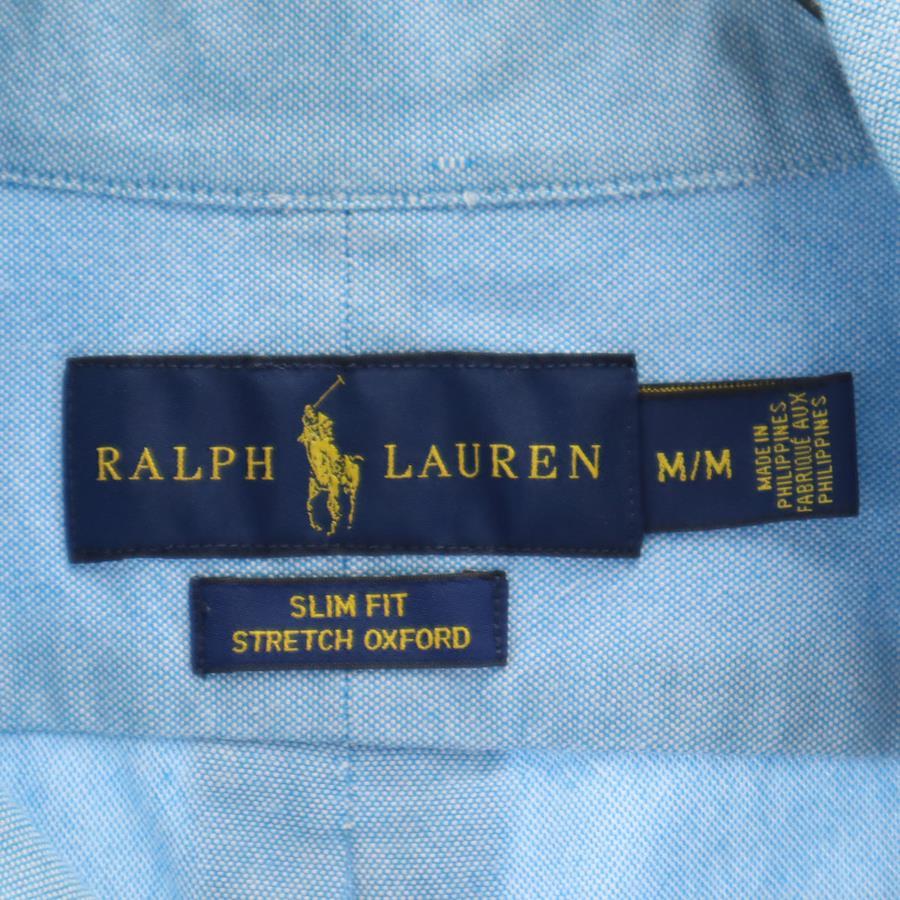 RALPH LAUREN
M/M
MADE IN
PHILIPPINES
FABRIQUÉ AUX
PHILIPPINES
SLIM FIT
STRETCH OXFORD